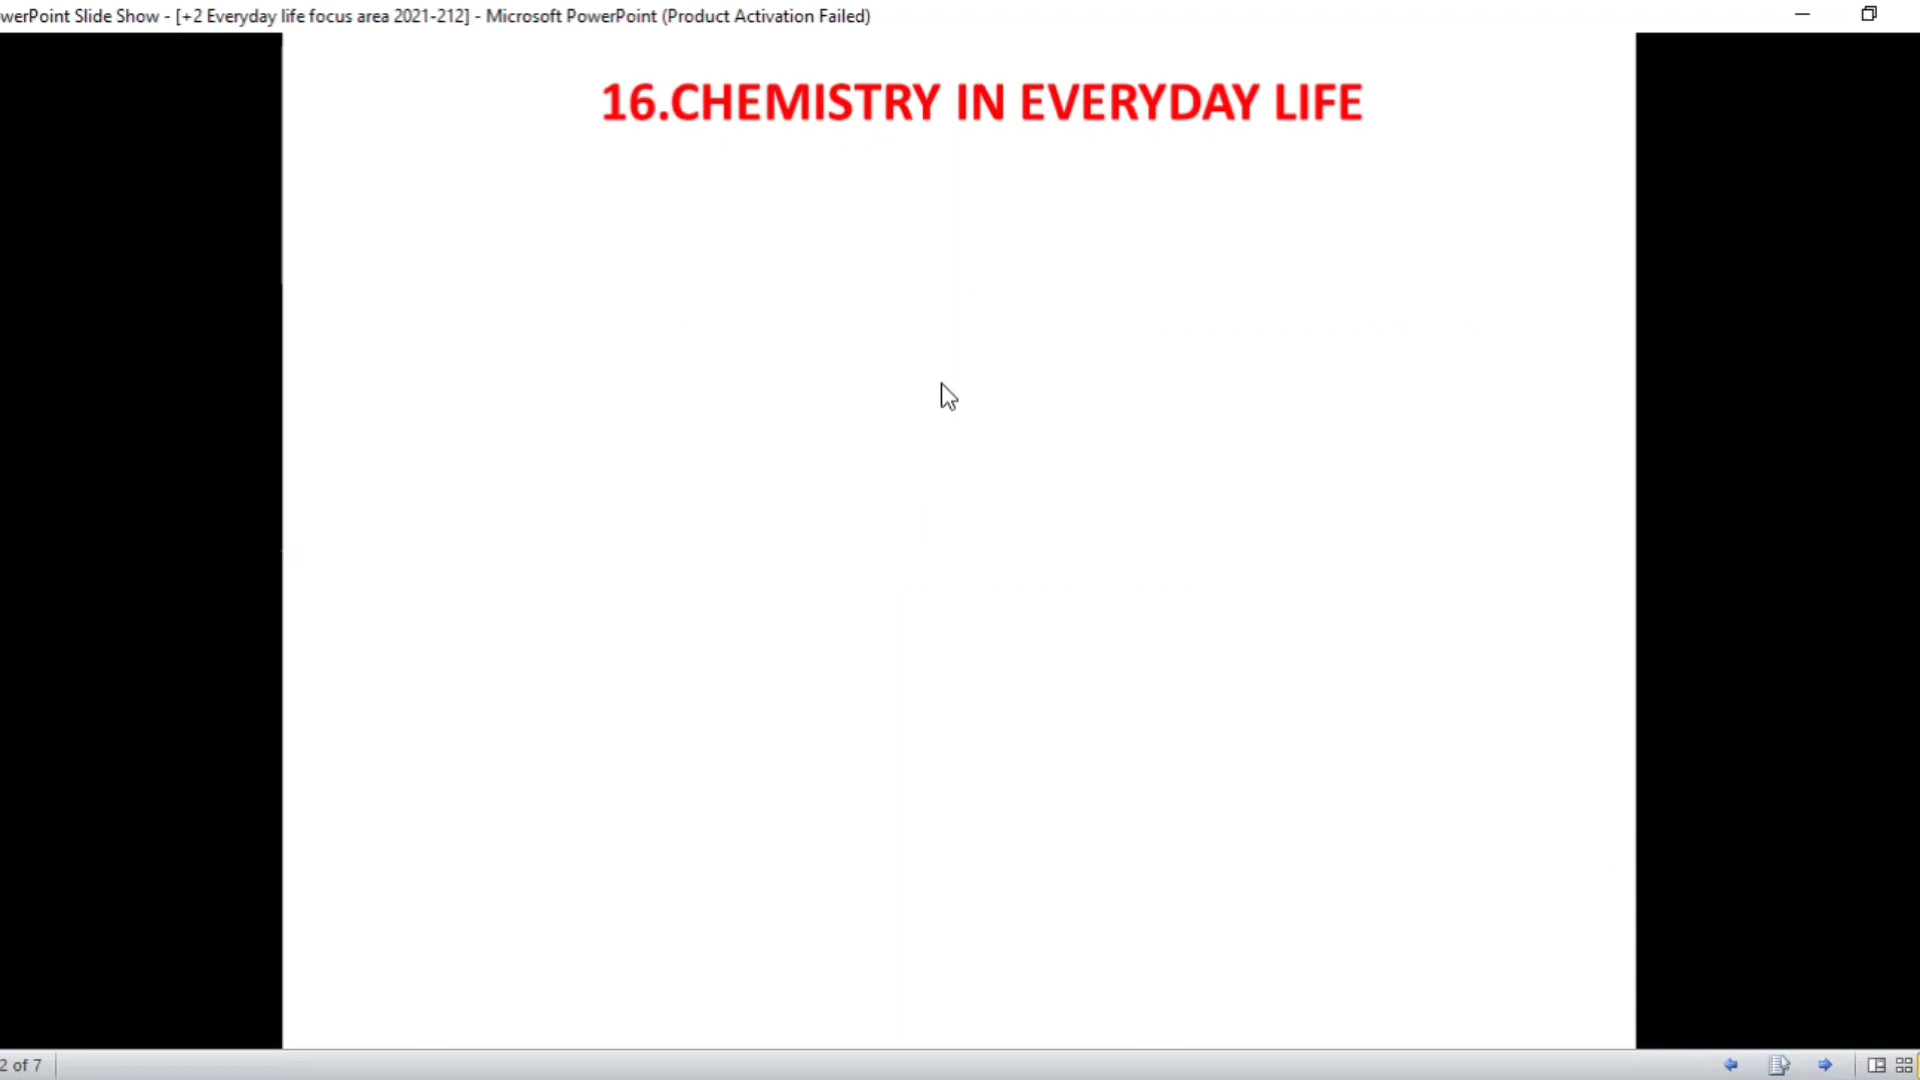 werPoint Slide Show - [+2 Everyday life focus area 2021-212] - Microsoft PowerPoint (Product Activation Failed)
16.CHEMISTRY IN EVERYDAY LIFE
2 of 7